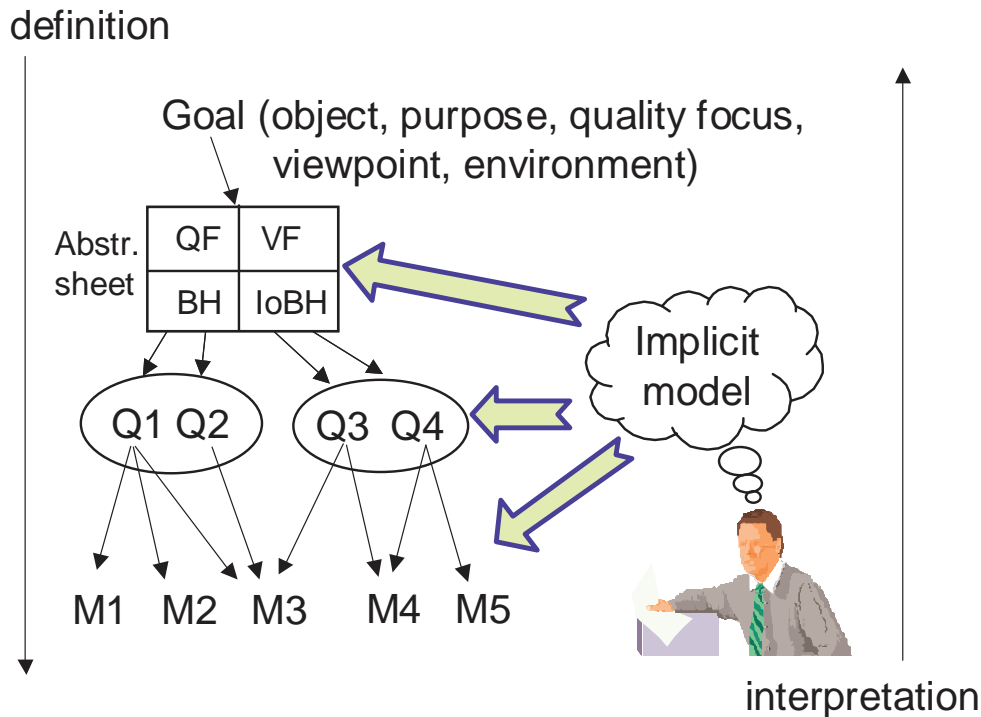 definition
Goal (object, purpose, quality focus,
viewpoint, environment)
Abstr.
sheet
QF VF
BH IoBH
Implicit
model
Q1 Q2 Q3 Q4
M1 M2 M3 M4 M5
interpretation